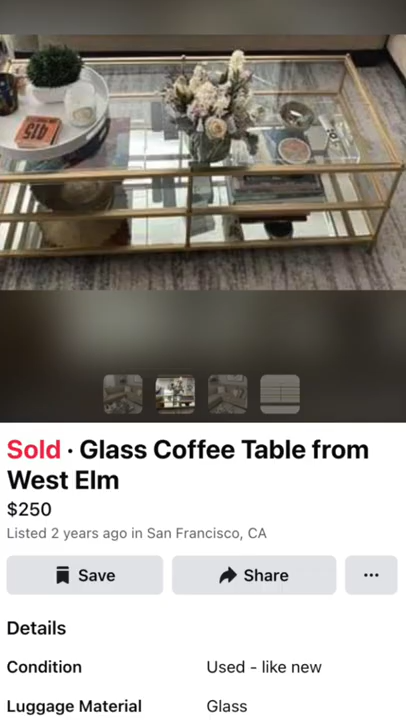 415
Sold · Glass Coffee Table from
West Elm
$250
Listed 2 years ago in San Francisco, CA
Save
Share
Details
Condition
Used - like new
Luggage Material
Glass